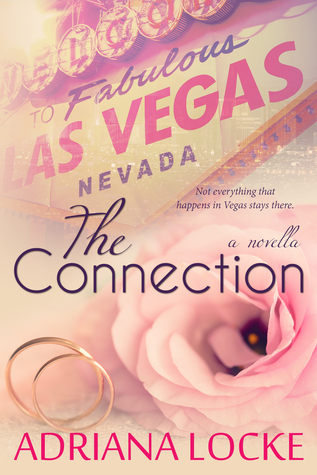 WELCOME
TO Fabulous
LAS VEGAS
NEVADA
Not everything that
happens in Vegas stays there.
The
a novella
Connection
ADRIANA LOCKE